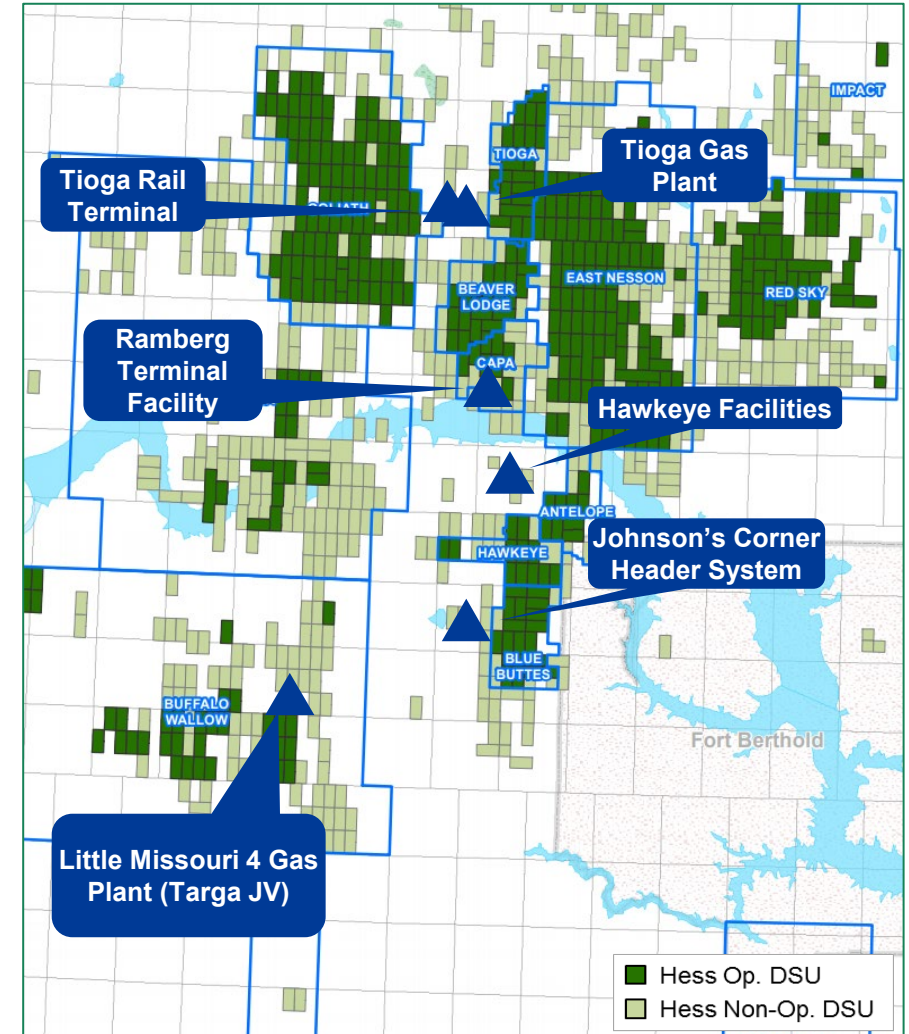 IMPACT
TIOGA
Tioga Gas
Plant
Tioga Rail
Terminal
GOLIATH
EAST NESSON
BEAVER
LODGE
RED SKY
Ramberg
Terminal
Facility
CAPA
Hawkeye Facilities
ANTELOPE
HAWKEYE
Johnson’s Corner
Header System
BLUE
BUTTES
BUFFALO
WALLOW
Fort Berthold
Little Missouri 4 Gas
Plant (Targa JV)
Hess Op. DSU
Hess Non-Op. DSU